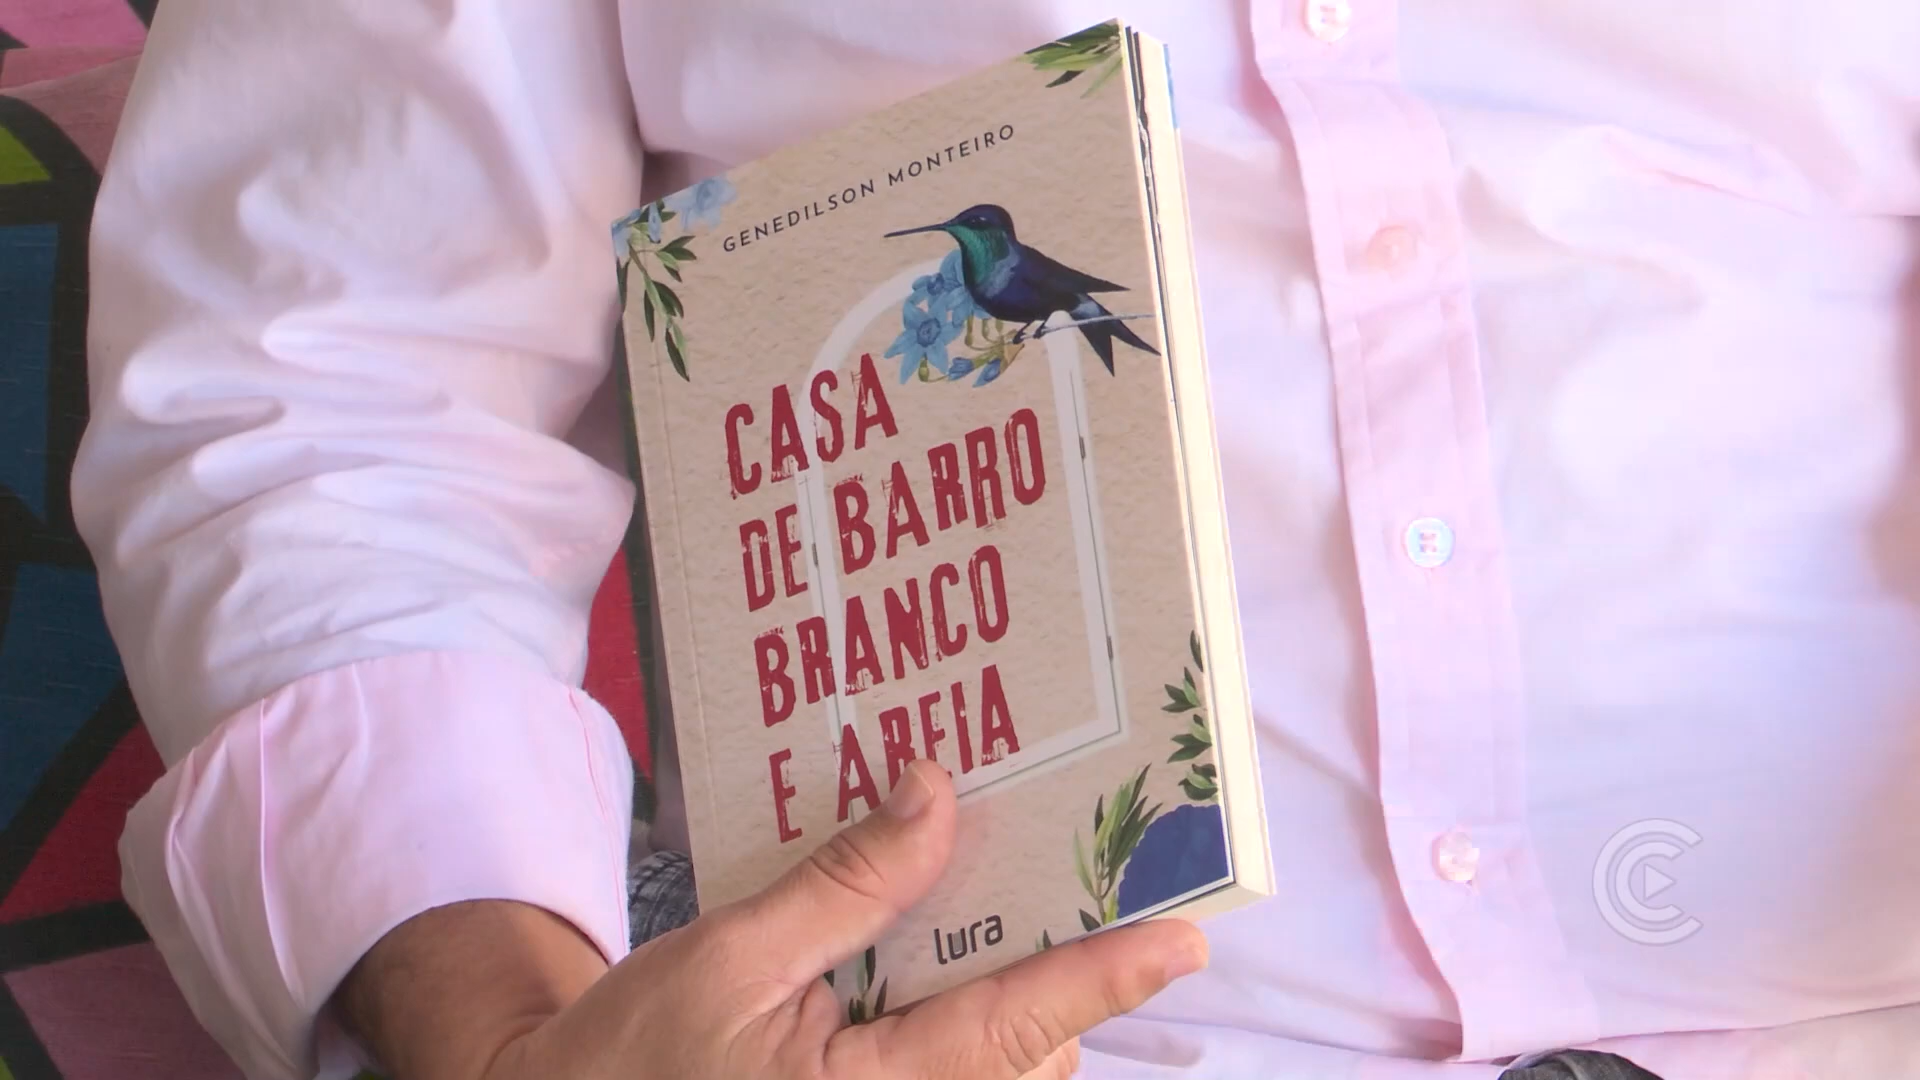 GENEDILSON MONTEIRO
CASA
DE BARRO
BRANCO
E AREIA
lura